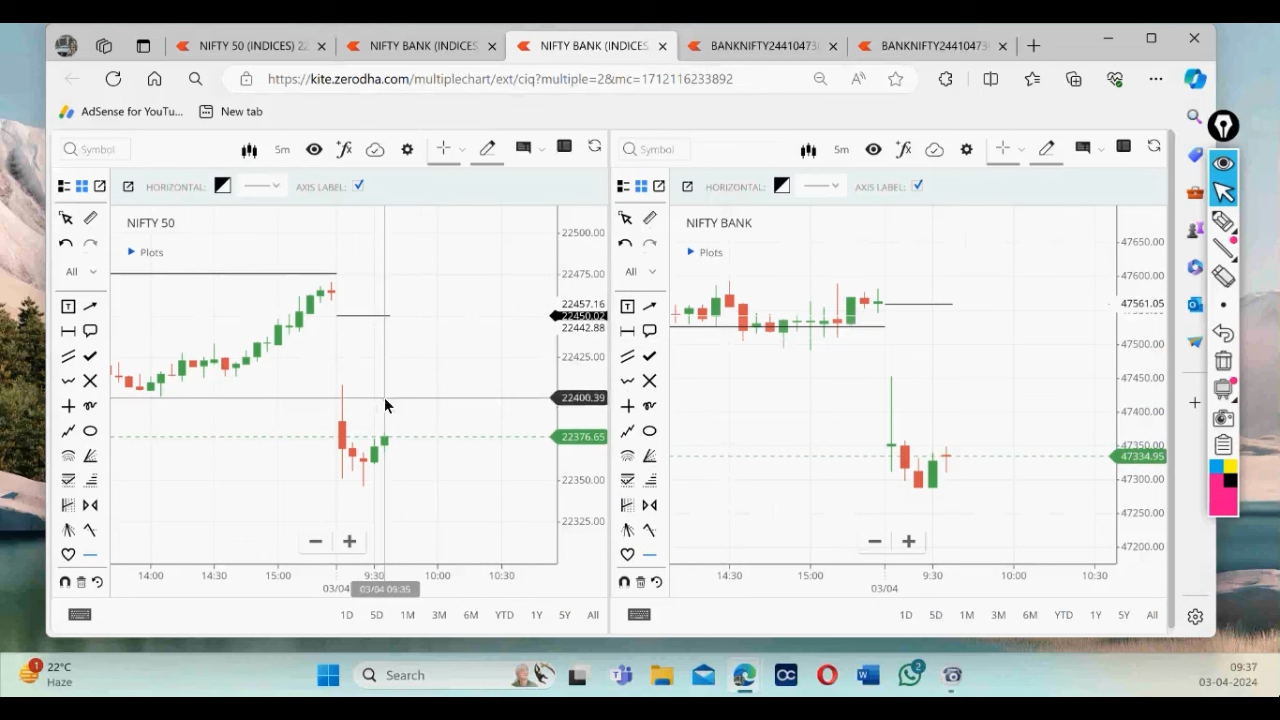 NIFTY 50 (INDICES) 22
NIFTY BANK (INDICES
NIFTY BANK (INDICES
BANKNIFTY24410473
BANKNIFTY24410473
https://kite.zerodha.com/multiplechart/ext/ciq?multiple=2&mc=1712116233892
AdSense for YouTu...
New tab
Symbol
5m
Symbol
5m
HORIZONTAL:
AXIS LABEL:
HORIZONTAL:
AXIS LABEL:
NIFTY 50
Plots
All
22500.00
22475.00
22457.16
22450.02
22442.88
22425.00
22400.39
22376.65
22350.00
22325.00
14:00
14:30
15:00
9:30
10:00
10:30
03/04
03/04 09:35
1D
5D
1M
3M
6M
YTD
1Y
5Y
All
NIFTY BANK
Plots
All
47650.00
47600.00
47561.05
47500.00
47450.00
47400.00
47350.00
47334.95
47300.00
47250.00
47200.00
14:30
15:00
9:30
10:00
10:30
03/04
1D
5D
1M
3M
6M
YTD
1Y
5Y
All
1
22°C
Haze
Search
2
09:37
03-04-2024